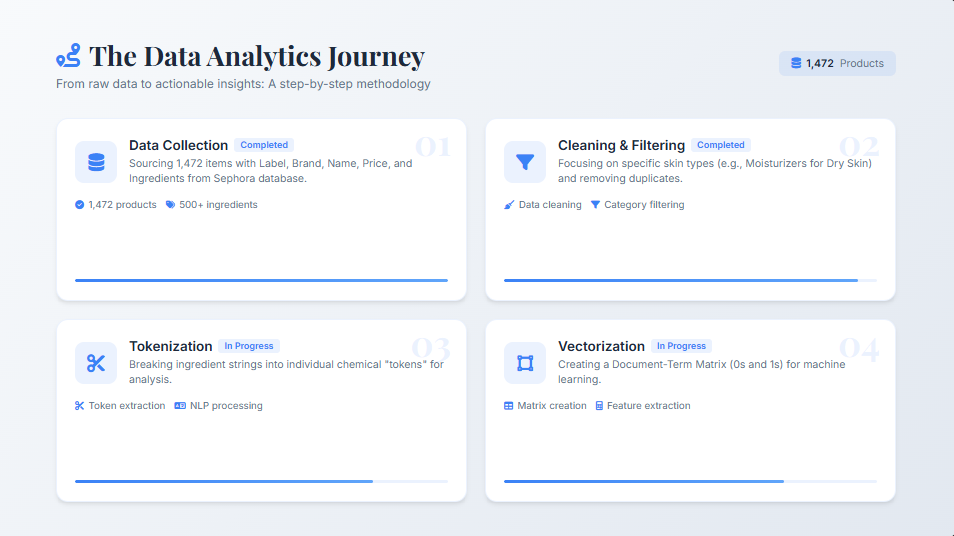 The Data Analytics Journey
From raw data to actionable insights: A step-by-step methodology
1,472 Products
Data Collection Completed
01
Sourcing 1,472 items with Label, Brand, Name, Price, and
Ingredients from Sephora database.
1,472 products 500+ ingredients
Cleaning & Filtering Completed
02
Focusing on specific skin types (e.g., Moisturizers for Dry Skin)
and removing duplicates.
Data cleaning Category filtering
Tokenization In Progress
03
Breaking ingredient strings into individual chemical "tokens" for
analysis.
Token extraction NLP processing
Vectorization In Progress
04
Creating a Document-Term Matrix (0s and 1s) for machine
learning.
Matrix creation Feature extraction